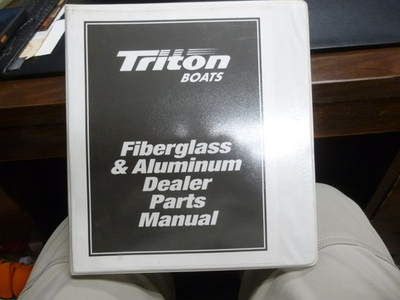 Triton
BOATS
Fiberglass
& Aluminum
Dealer
Parts
Manual